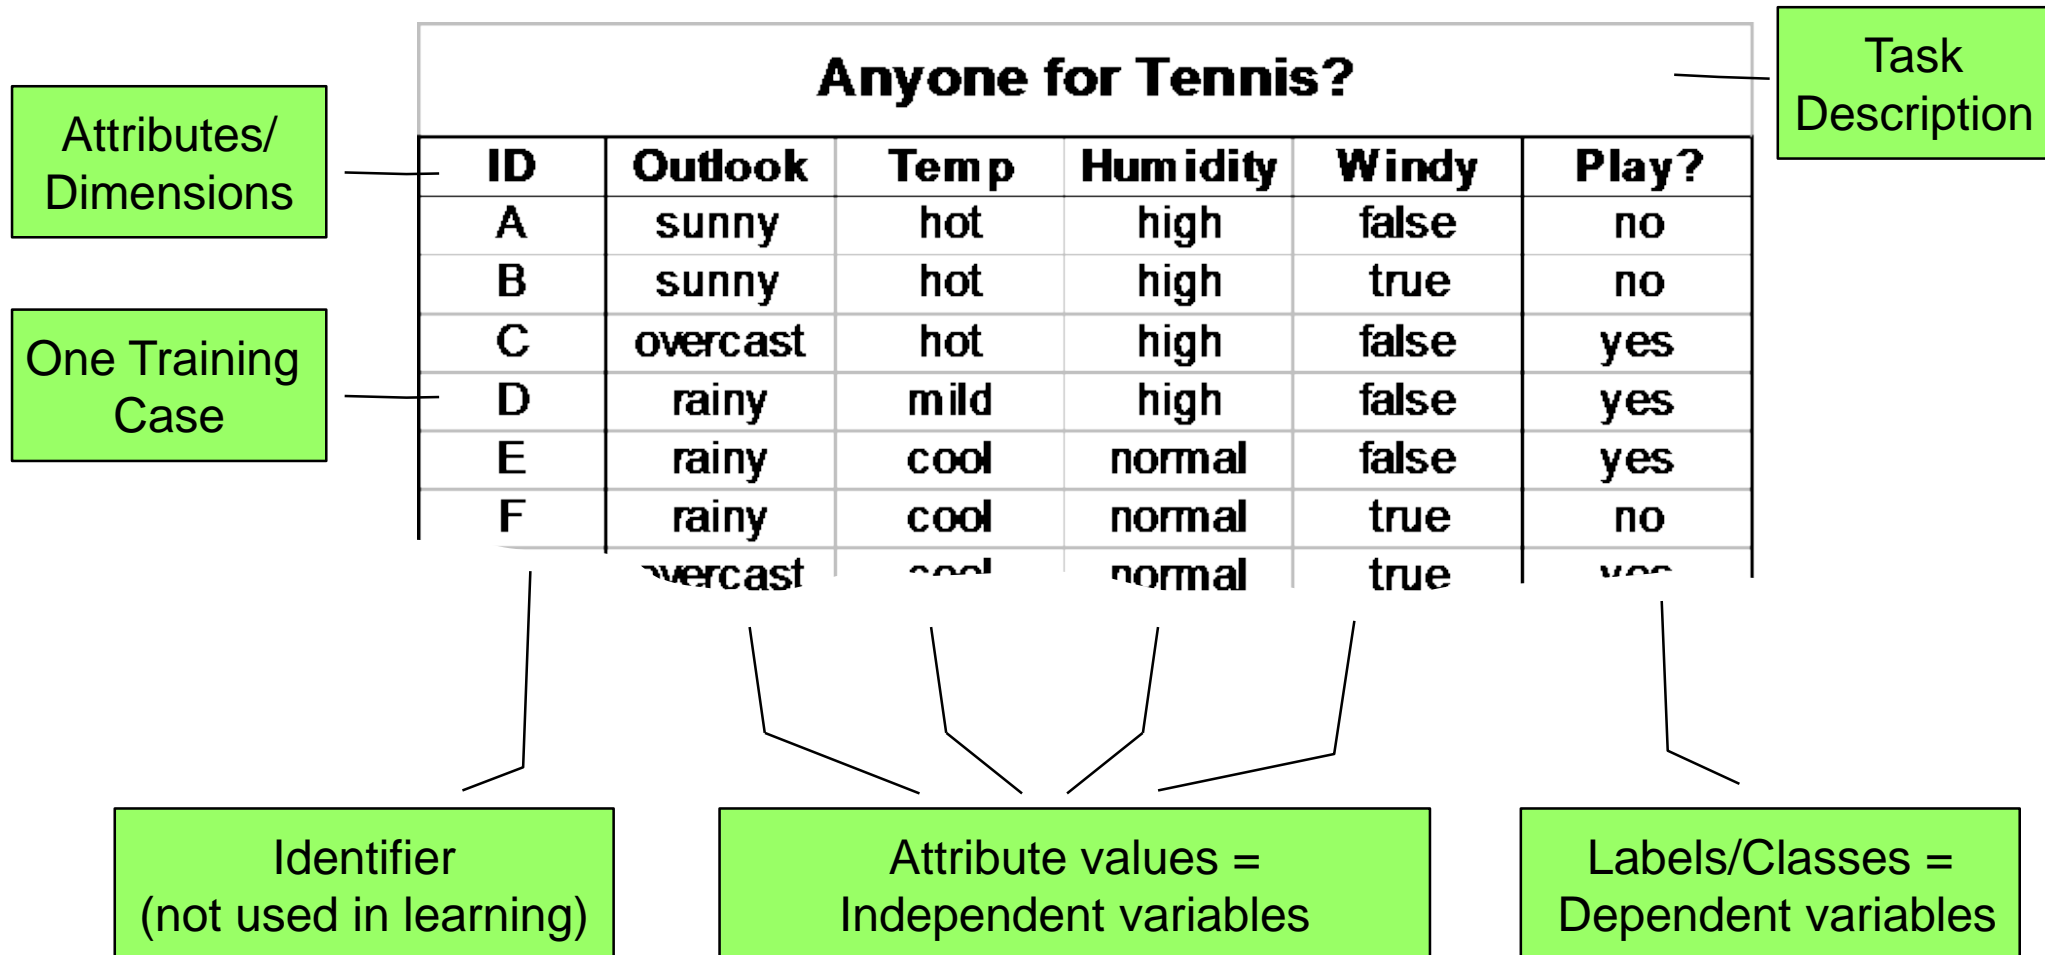 Anyone for Tennis?
Task
Description
Attributes/
Dimensions
ID Outlook Temp Humidity Windy Play?
A sunny hot high false no
B sunny hot high true no
One Training
Case
C overcast hot high false yes
D rainy mild high false yes
E rainy cool normal false yes
F rainy cool normal true no
overcast cool normal true yes
Identifier
(not used in learning)
Attribute values =
Independent variables
Labels/Classes =
Dependent variables